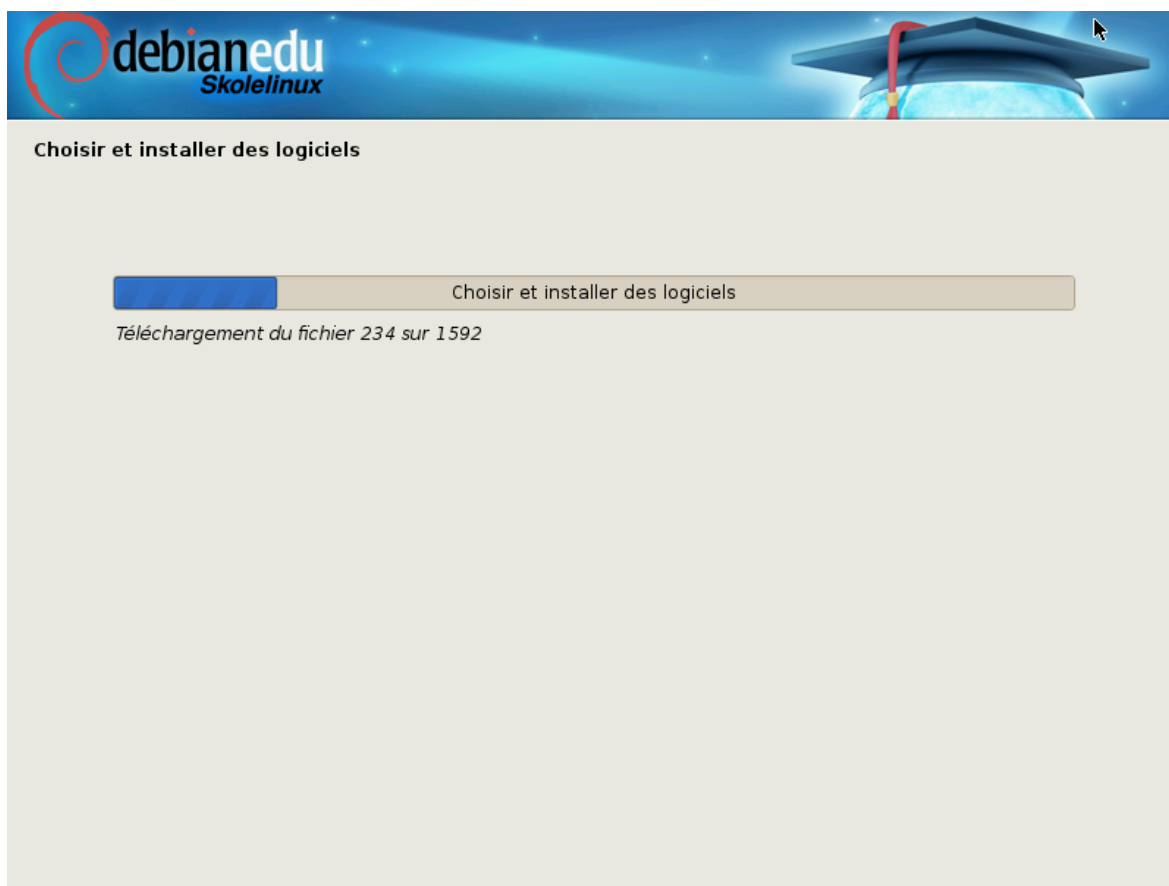 debianedu
Skolelinux
Choisir et installer des logiciels
Choisir et installer des logiciels
Téléchargement du fichier 234 sur 1592